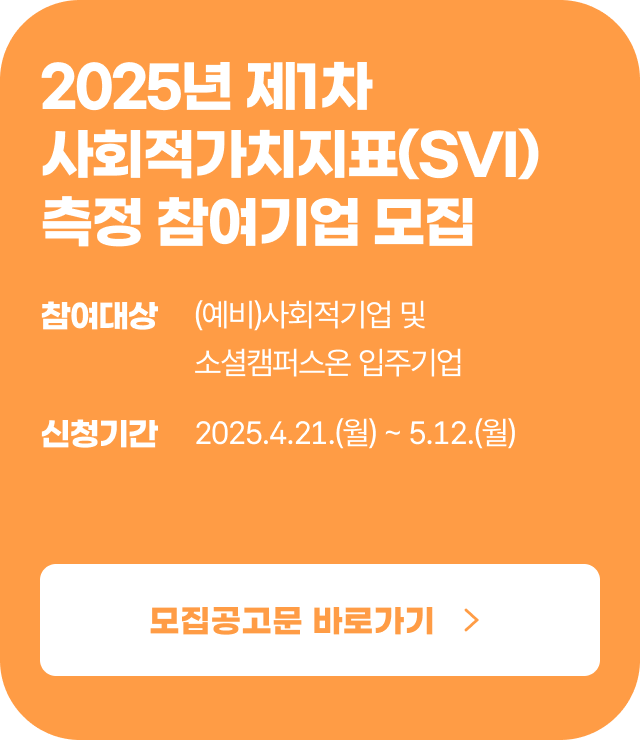 2025년 제1차
사회적가치지표(SVI)
측정 참여기업 모집
참여대상 (예비)사회적기업 및
소셜캠퍼스온 입주기업
신청기간 2025.4.21.(월) ~ 5.12.(월)
모집공고문 바로가기 >